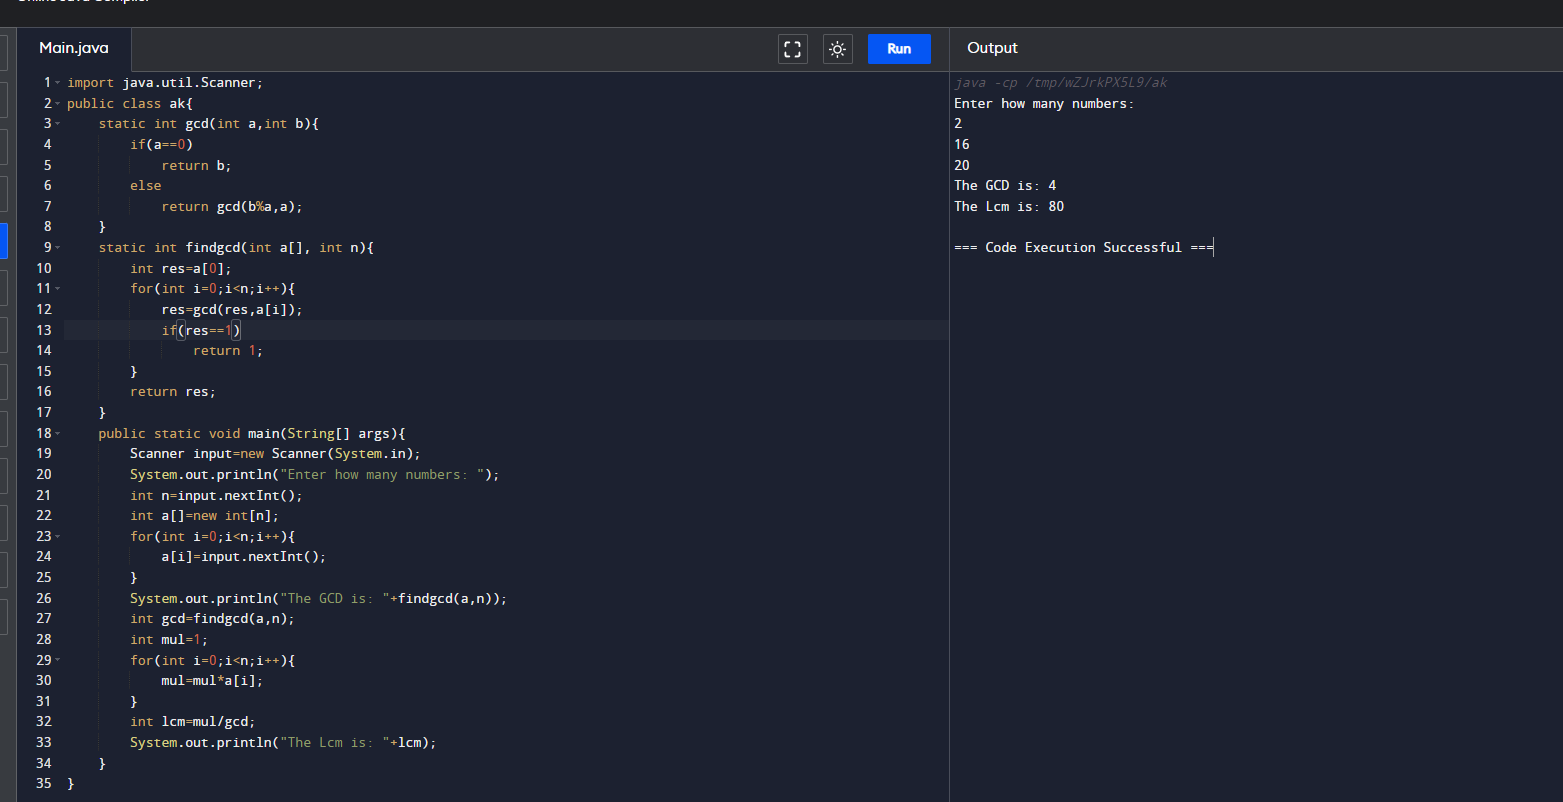 Main.java
Run
Output
1 import java.util.Scanner;
2 public class ak{
3 static int gcd(int a,int b){
4 if(a==0)
5 return b;
6 else
7 return gcd(b%a,a);
8 }
9 static int findgcd(int a[], int n){
10 int res=a[0];
11 for(int i=0;i<n;i++){
12 res=gcd(res,a[i]);
13 if(res==1)
14 return 1;
15 }
16 return res;
17 }
18 public static void main(String[] args){
19 Scanner input=new Scanner(System.in);
20 System.out.println("Enter how many numbers: ");
21 int n=input.nextInt();
22 int a[]=new int[n];
23 for(int i=0;i<n;i++){
24 a[i]=input.nextInt();
25 }
26 System.out.println("The GCD is: "+findgcd(a,n));
27 int gcd=findgcd(a,n);
28 int mul=1;
29 for(int i=0;i<n;i++){
30 mul=mul*a[i];
31 }
32 int lcm=mul/gcd;
33 System.out.println("The Lcm is: "+lcm);
34 }
35 }
java -cp /tmp/wZJrkPX5L9/ak
Enter how many numbers:
2
16
20
The GCD is: 4
The Lcm is: 80
=== Code Execution Successful ===